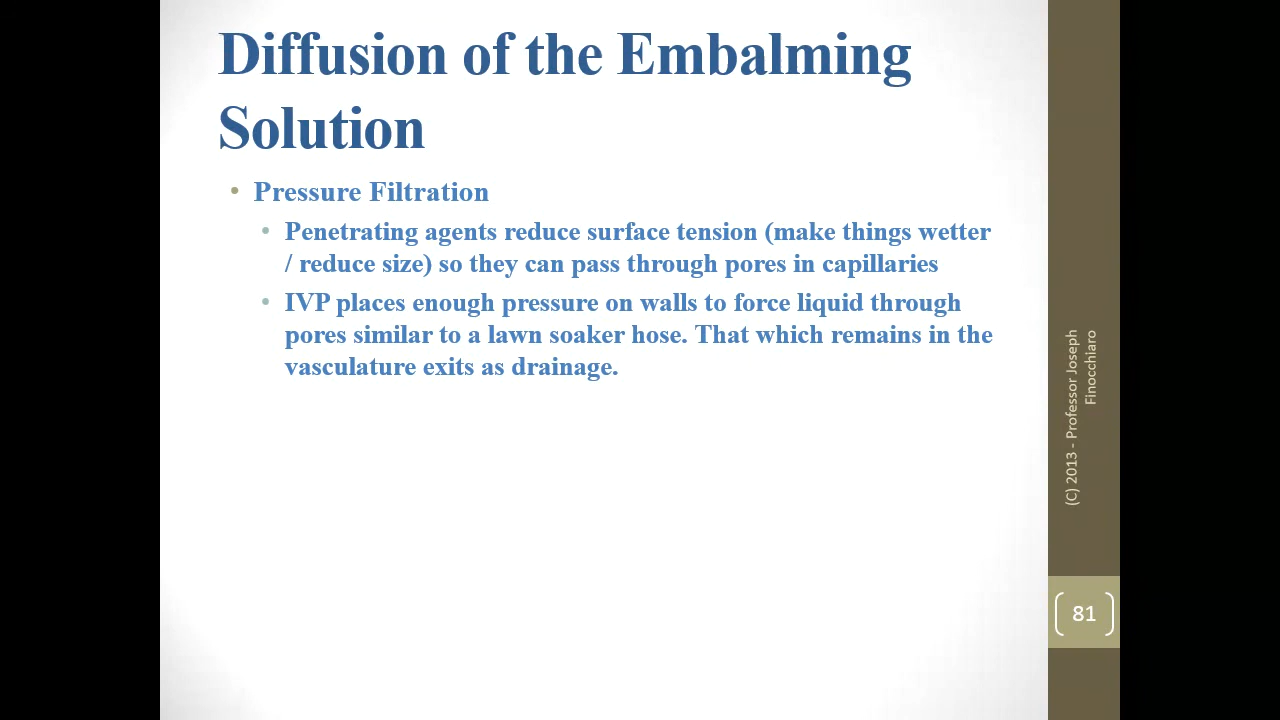 Diffusion of the Embalming
Solution
• Pressure Filtration
• Penetrating agents reduce surface tension (make things wetter
/ reduce size) so they can pass through pores in capillaries
• IVP places enough pressure on walls to force liquid through
pores similar to a lawn soaker hose. That which remains in the
vasculature exits as drainage.
(C) 2013 - Professor Joseph
Finocchiaro
81